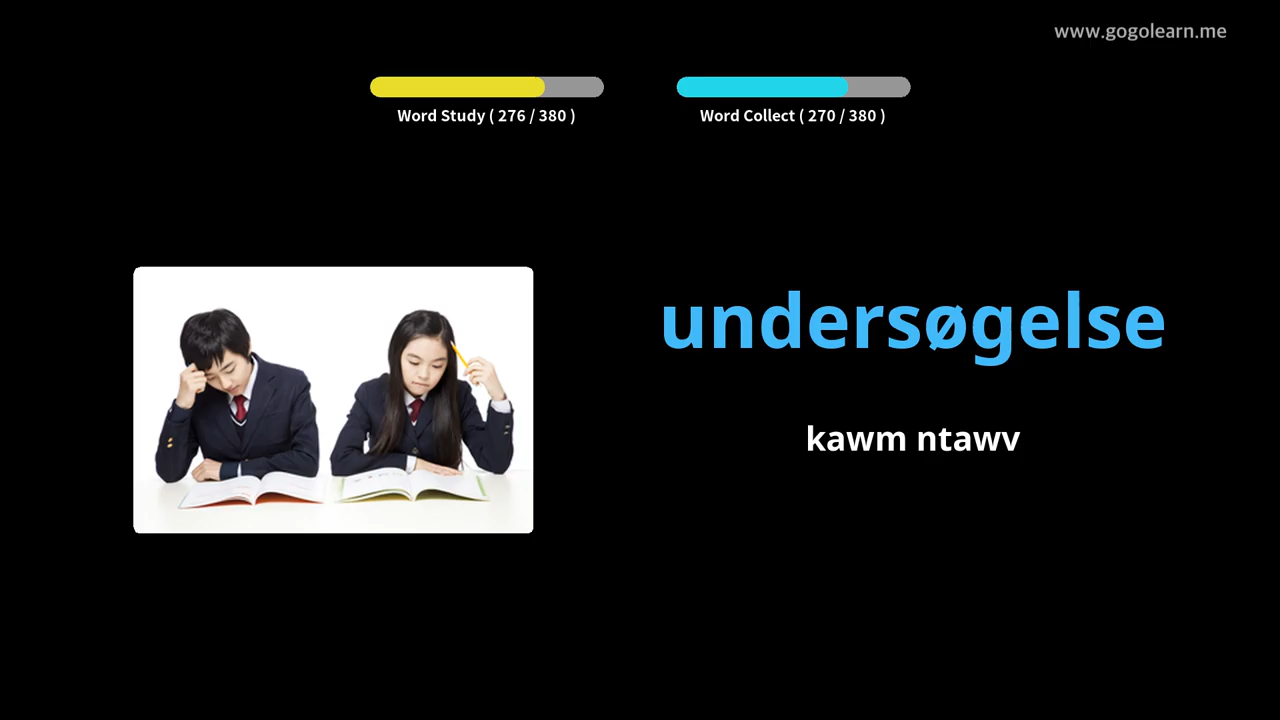 www.gogolearn.me
Word Study ( 276 / 380 )
Word Collect ( 270 / 380 )
undersøgelse
kawm ntawv